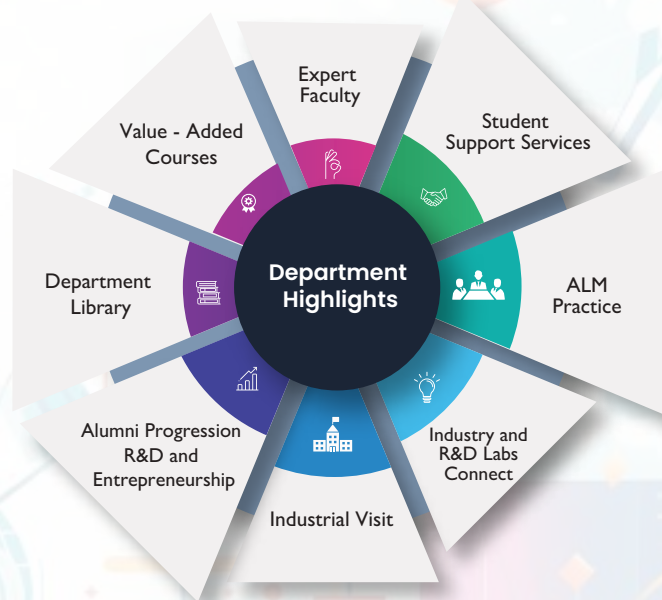 Department
Highlights
Expert
Faculty
Student
Support Services
ALM
Practice
Industry and
R&D Labs
Connect
Industrial Visit
Alumni Progression
R&D and
Entrepreneurship
Department
Library
Value - Added
Courses